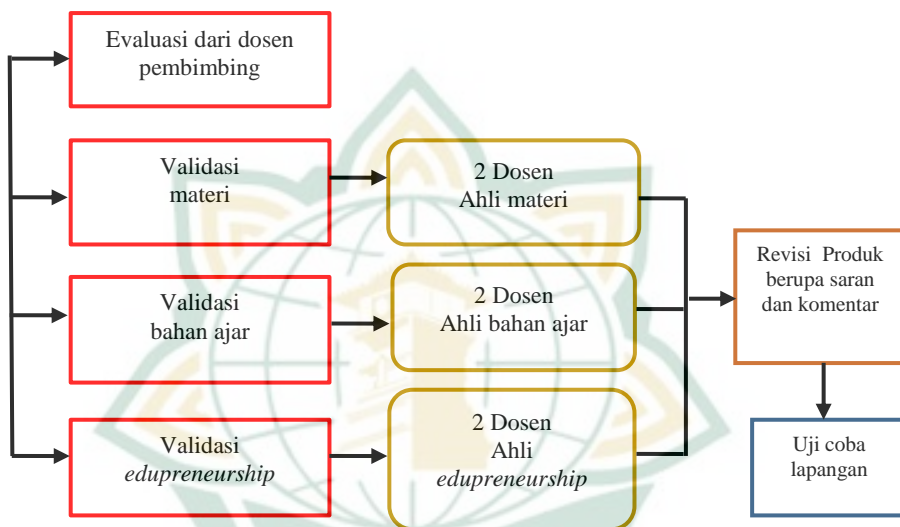 Evaluasi dari dosen
pembimbing
Validasi
materi
2 Dosen
Ahli materi
Validasi
bahan ajar
2 Dosen
Ahli bahan ajar
Validasi
edupreneurship
2 Dosen
Ahli
edupreneurship
Revisi Produk
berupa saran
dan komentar
Uji coba
lapangan